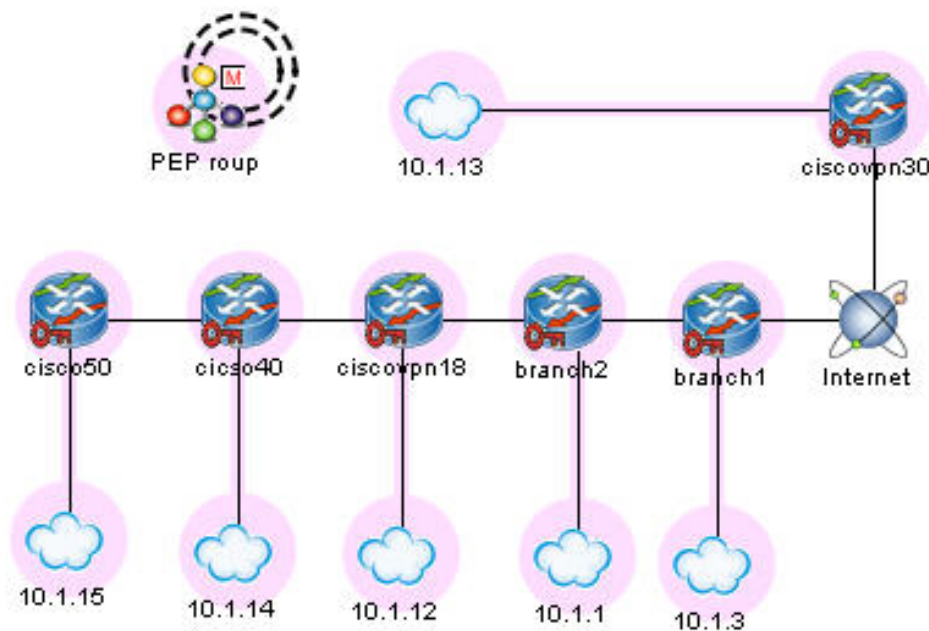 M
PEP roup
10.1.13
ciscovpn30
cisco50
cicso40
ciscovpn18
branch2
branch1
Internet
10.1.15
10.1.14
10.1.12
10.1.1
10.1.3